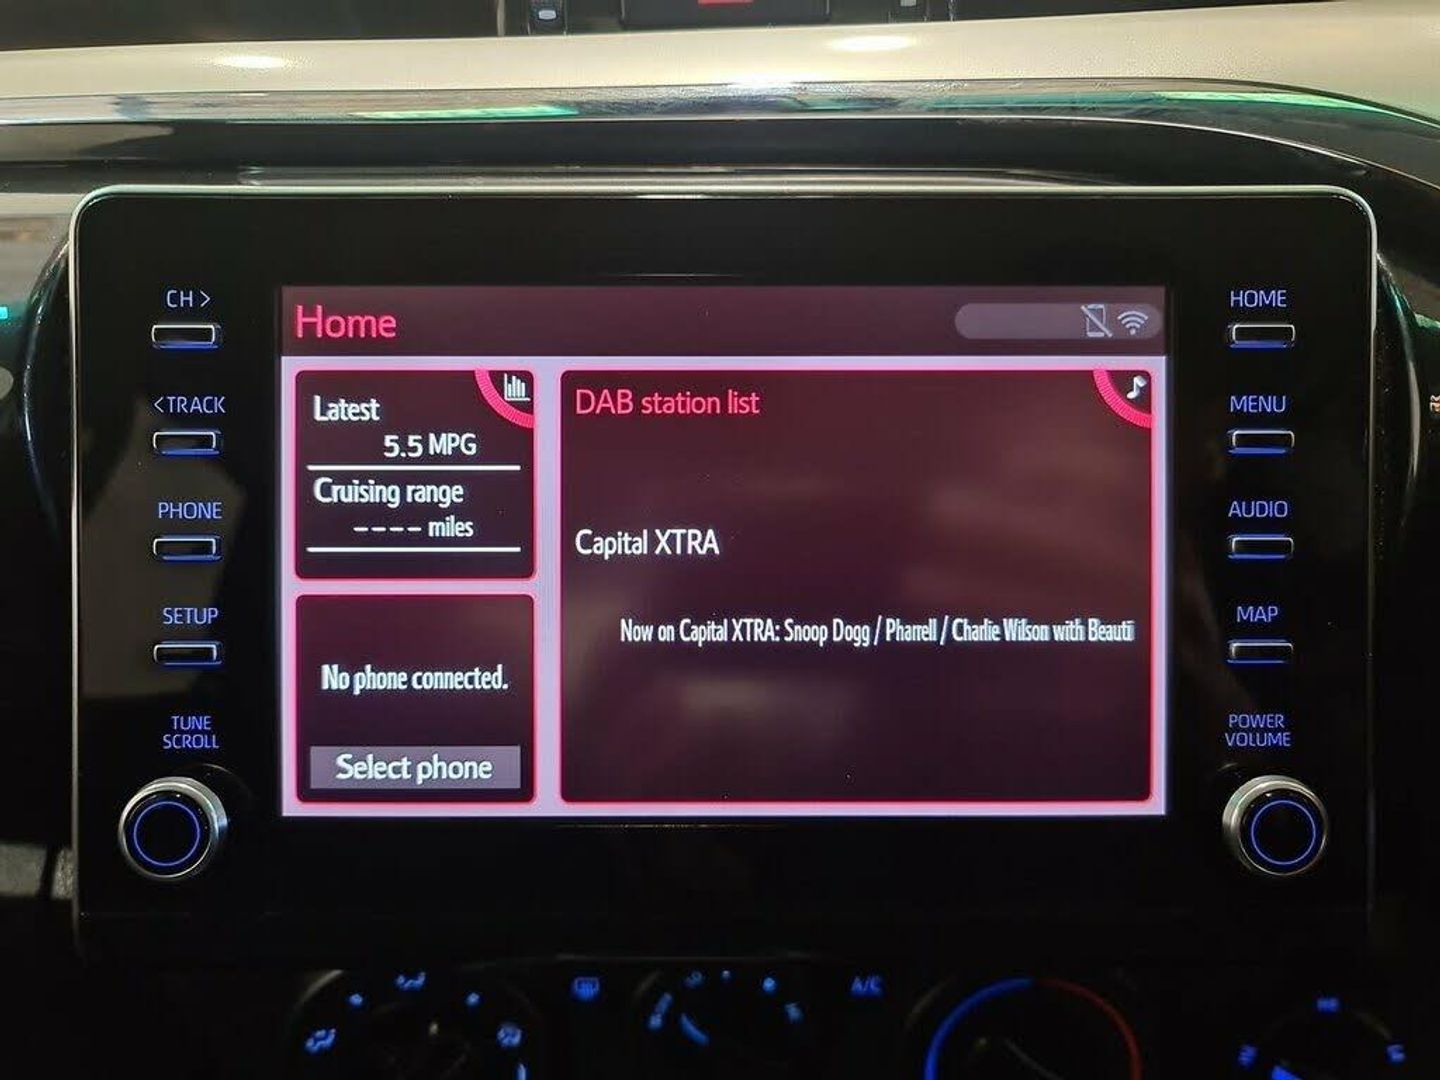 CH >
<TRACK
PHONE
SETUP
TUNE
SCROLL
Home
Latest
5.5 MPG
Cruising range
---- miles
No phone connected.
Select phone
DAB station list
Capital XTRA
Now on Capital XTRA: Snoop Dogg / Pharrell / Charlie Wilson with Beauti
HOME
MENU
AUDIO
MAP
POWER
VOLUME
A/C